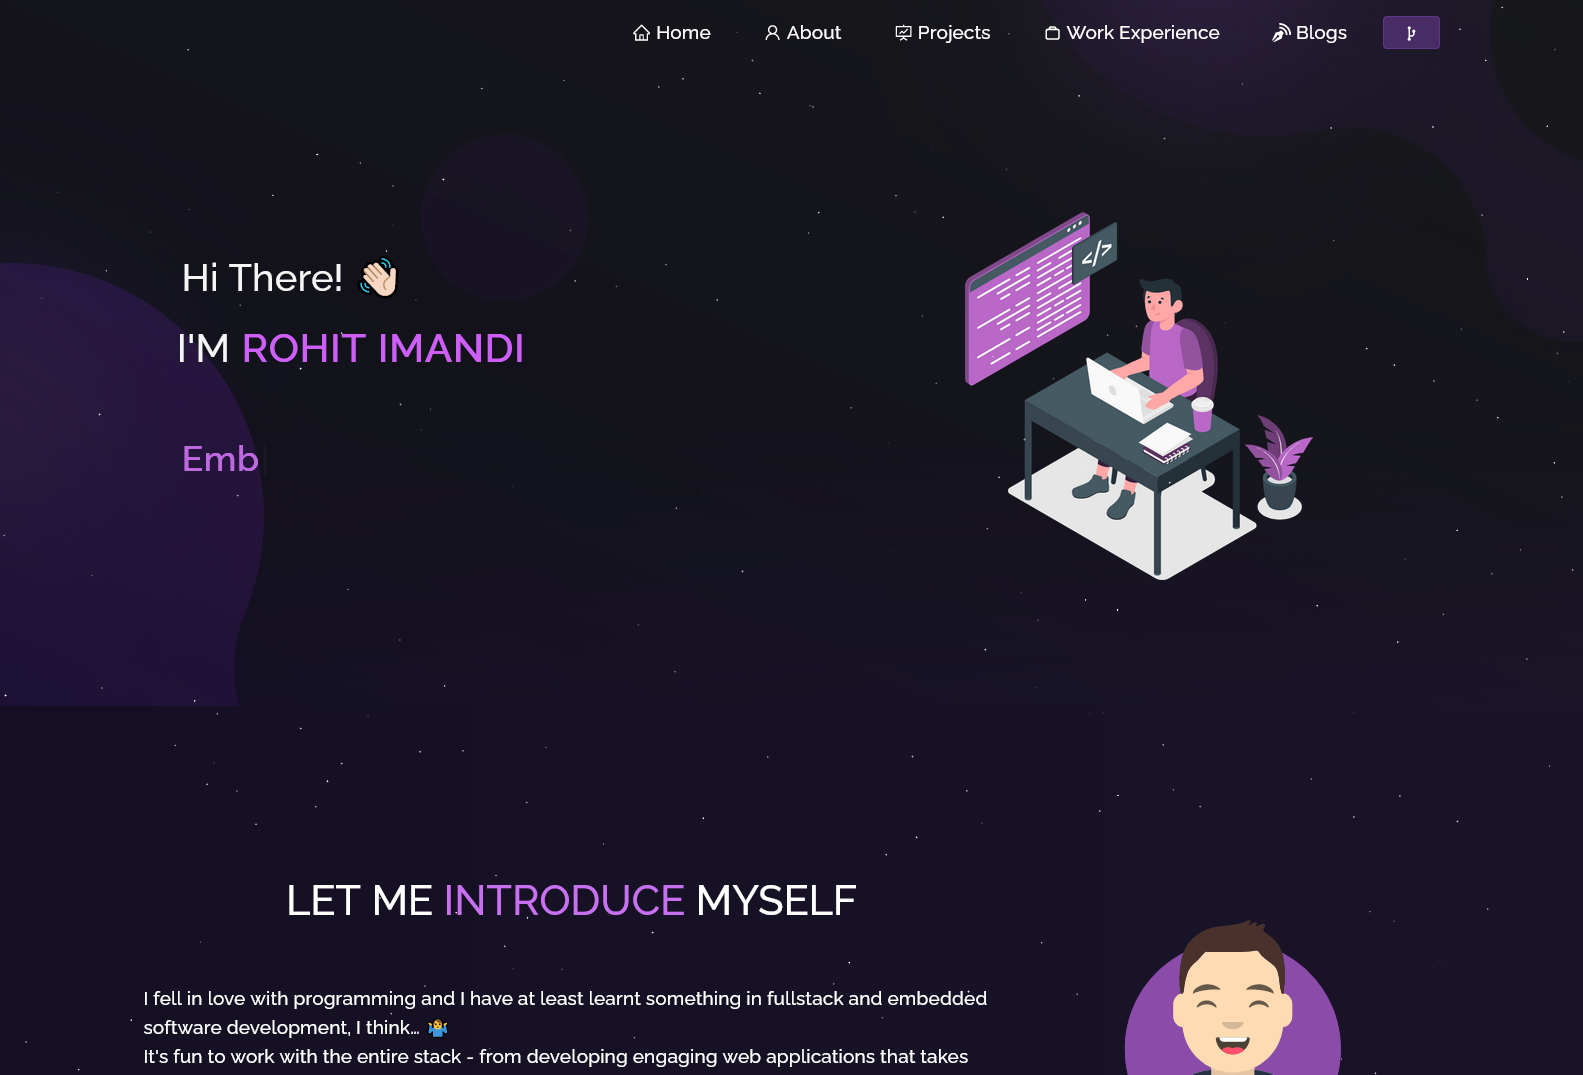 Home About Projects Work Experience Blogs
Hi There! 👋🏻
I'M ROHIT IMANDI
</>
Emb
LET ME INTRODUCE MYSELF
I fell in love with programming and I have at least learnt something in fullstack and embedded
software development, I think… 🤷‍♂️
It's fun to work with the entire stack - from developing engaging web applications that takes